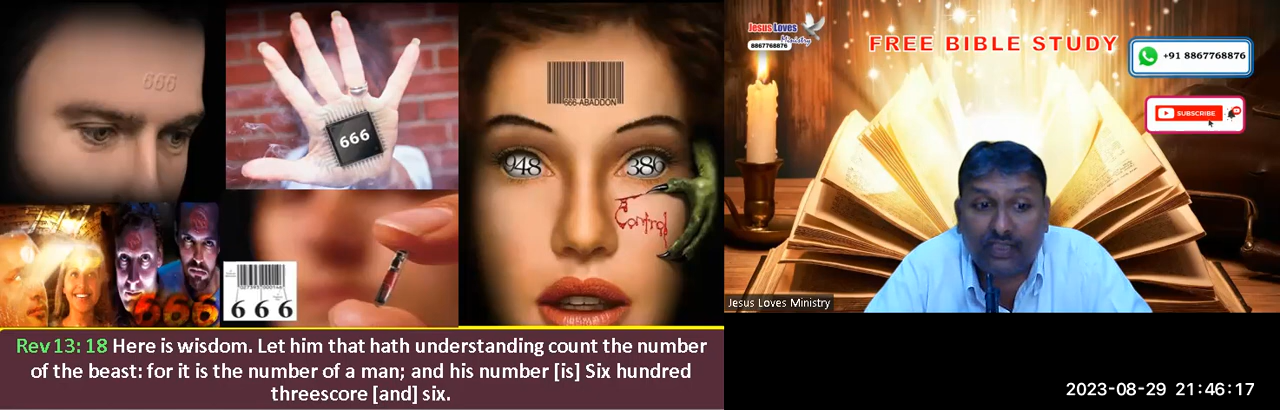 666
666
666-ABADDON
948
386
Control
666
6 6 6
Rev 13: 18 Here is wisdom. Let him that hath understanding count the number
of the beast: for it is the number of a man; and his number [is] Six hundred
threescore [and] six.
Jesus Loves
Ministry
8867768876
FREE BIBLE STUDY
+91 8867768876
SUBSCRIBE
Jesus Loves Ministry
2023-08-29 21:46:17